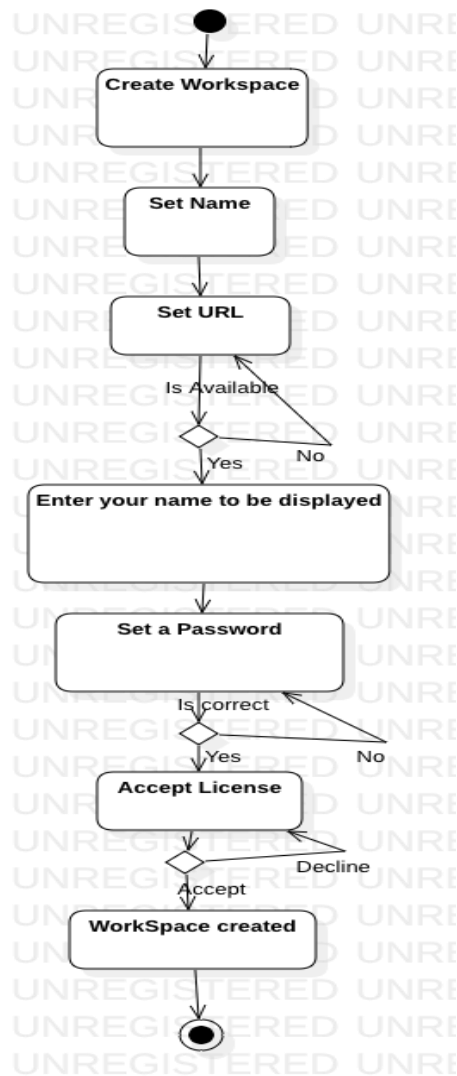 Create Workspace
Set Name
Set URL
Is Available
No
Yes
Enter your name to be displayed
Set a Password
Is correct
Yes
No
Accept License
Decline
Accept
WorkSpace created
UNREGISTERED